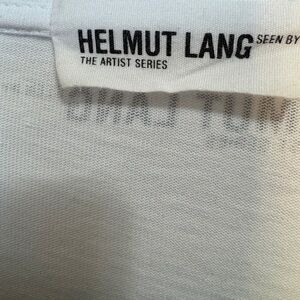 HELMUT LANG SEEN BY
THE ARTIST SERIES